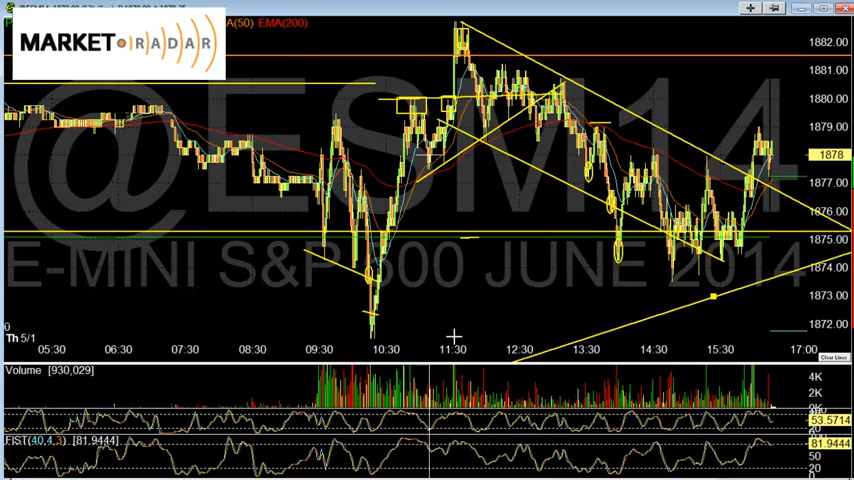 MARKET RADAR
A(50) EMA(200)
@ESM14
E-MINI S&P 500 JUNE 2014
1882.00
1881.00
1880.00
1879.00
1878
1877.00
1876.00
1875.00
1874.00
1873.00
1872.00
Th 5/1
05:30 06:30 07:30 08:30 09:30 10:30 11:30 12:30 13:30 14:30 15:30 17:00
Clear Lines
Volume [930,029]
4K
2K
53.5714
FIST(40,4,3) [81.9444]
81.9444
50
20
0